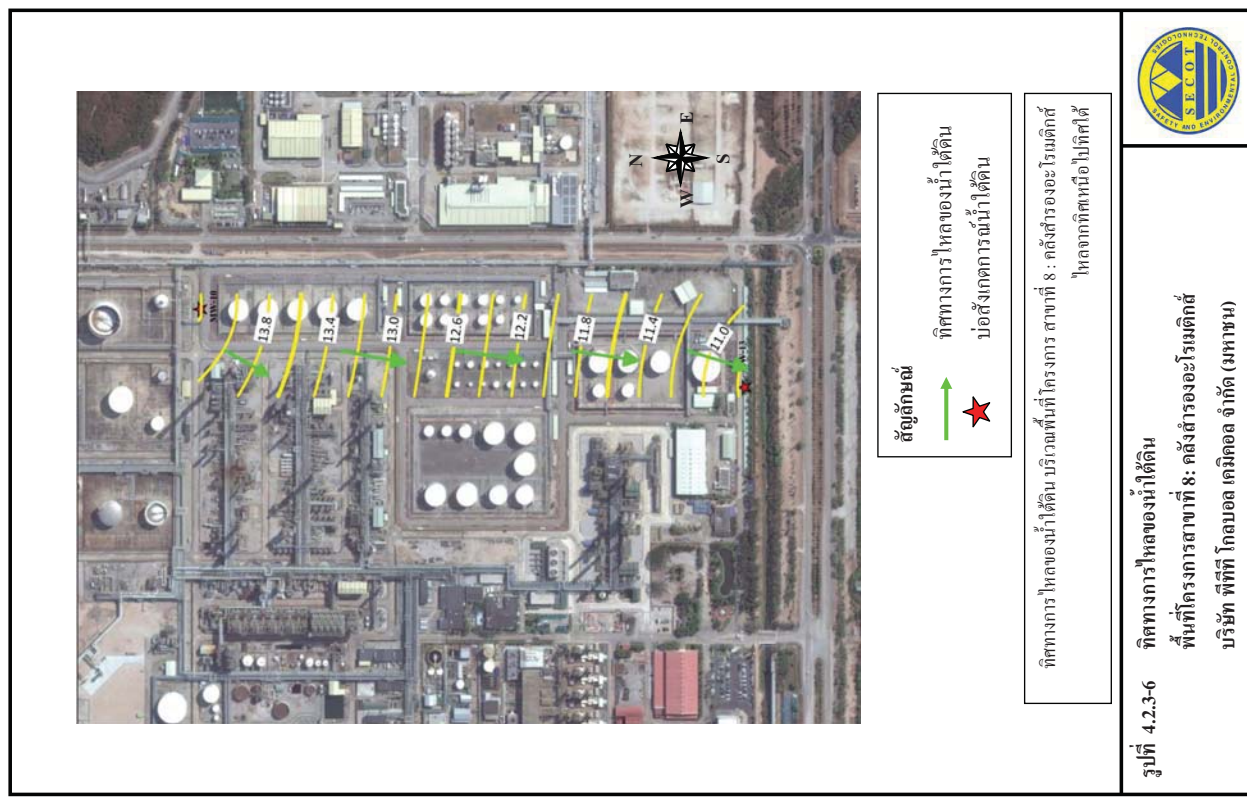 MW-10
13.8
13.4
13.0
12.6
12.2
11.8
11.4
11.0
N
E
S
W
สัญลักษณ์
ทิศทางการไหลของน้ำใต้ดิน
บ่อสังเกตการณ์น้ำใต้ดิน
ทิศทางการไหลของน้ำใต้ดิน บริเวณพื้นที่โครงการ สาขาที่ 8 : คลังสำรองอะโรเมติกส์
ไหลจากทิศเหนือไปทิศใต้
รูปที่ 4.2.3-6 ทิศทางการไหลของน้ำใต้ดิน
พื้นที่โครงการสาขาที่ 8: คลังสำรองอะโรเมติกส์
บริษัท พีทีที โกลบอล เคมิคอล จำกัด (มหาชน)
SECOT
SAFETY AND ENVIRONMENTAL CONTROL TECHNOLOGIES